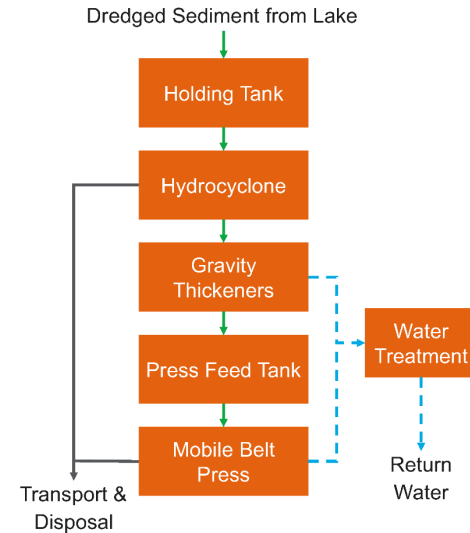 Dredged Sediment from Lake
Holding Tank
Hydrocyclone
Gravity
Thickeners
Water
Treatment
Press Feed Tank
Mobile Belt
Press
Return
Water
Transport &
Disposal